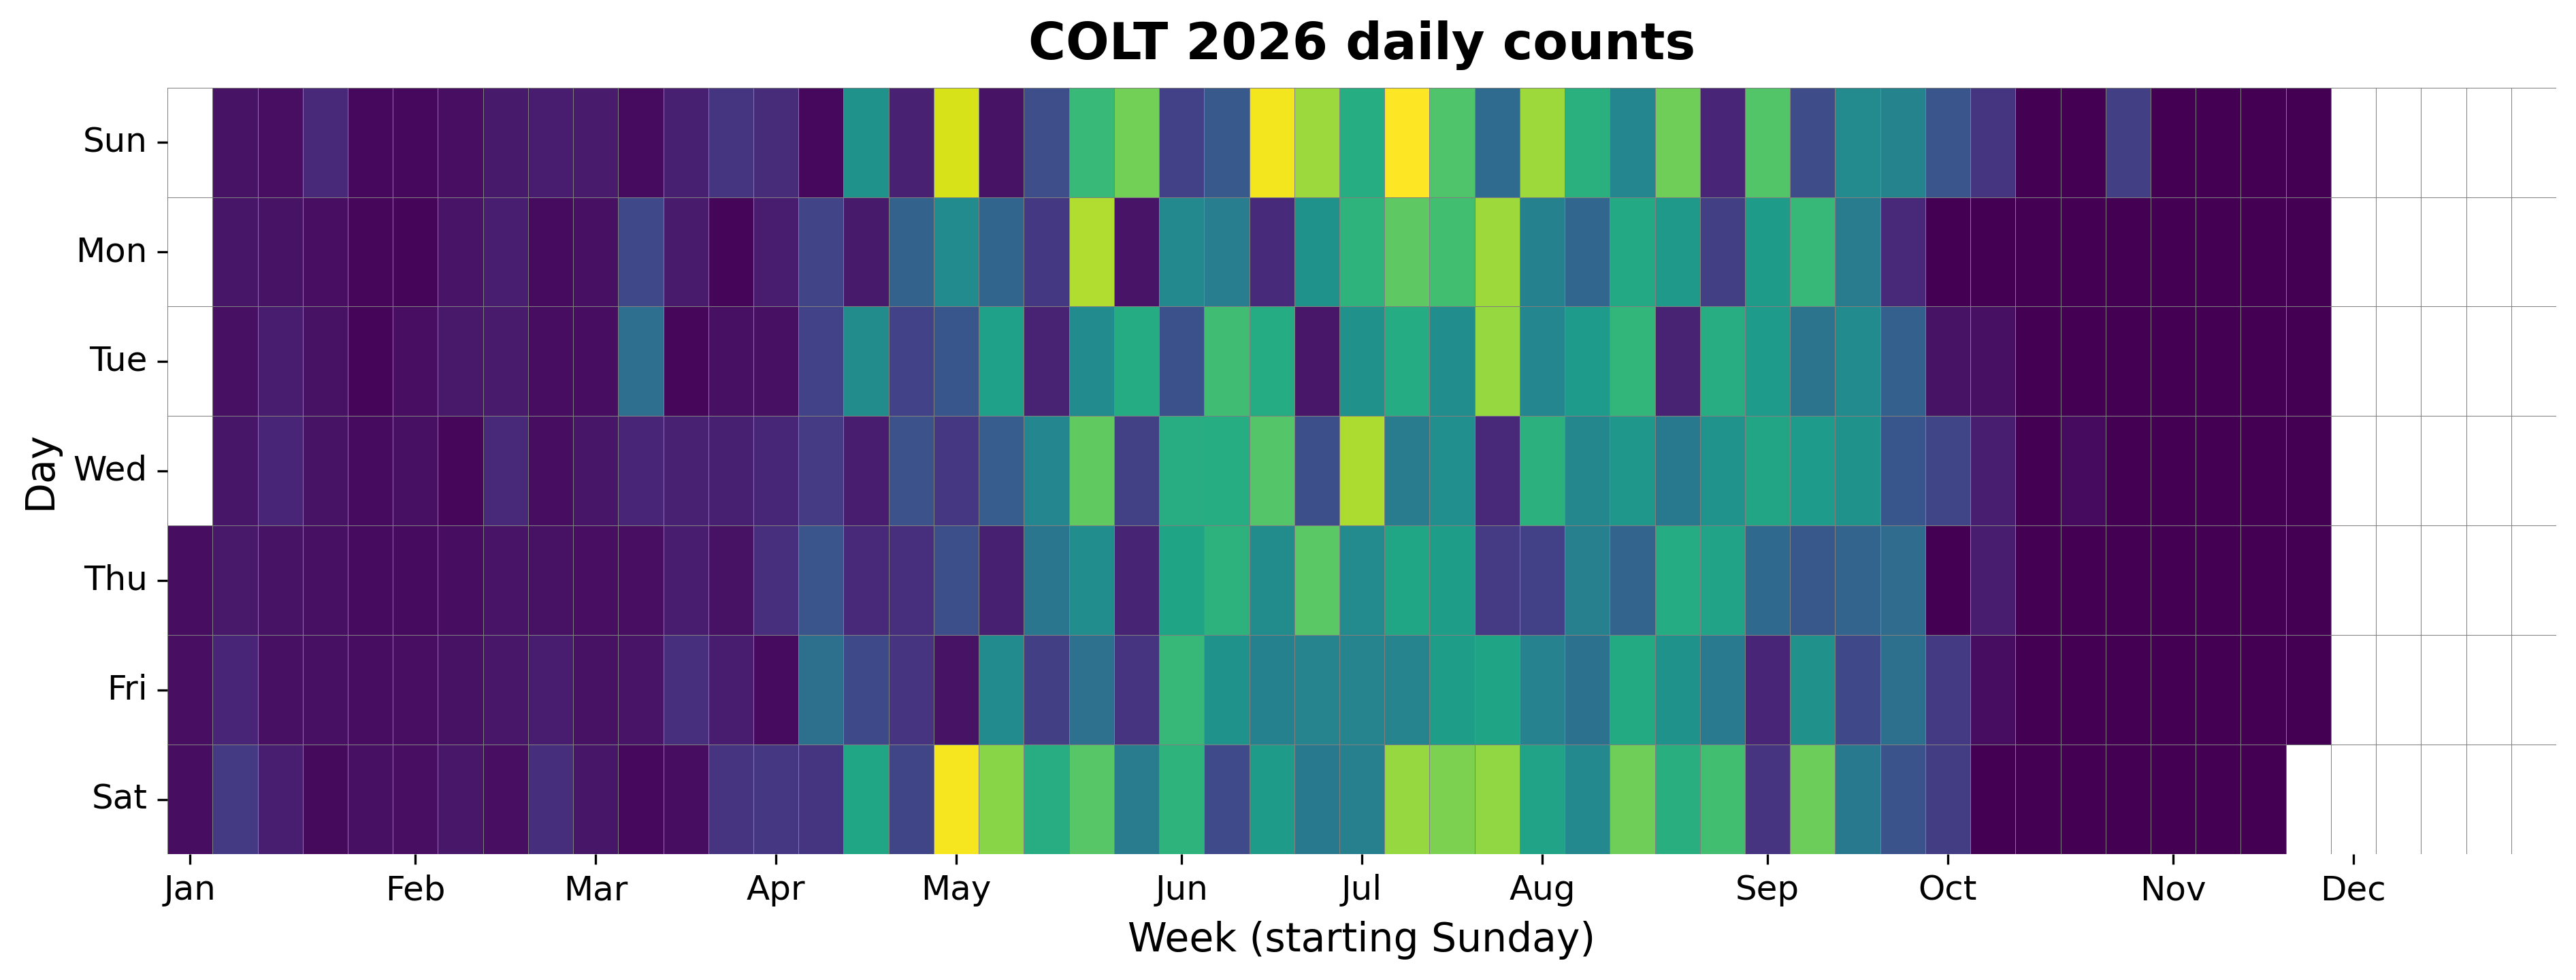 COLT 2026 daily counts
Day
Sun
Mon
Tue
Wed
Thu
Fri
Sat
Jan Feb Mar Apr May Jun Jul Aug Sep Oct Nov Dec
Week (starting Sunday)